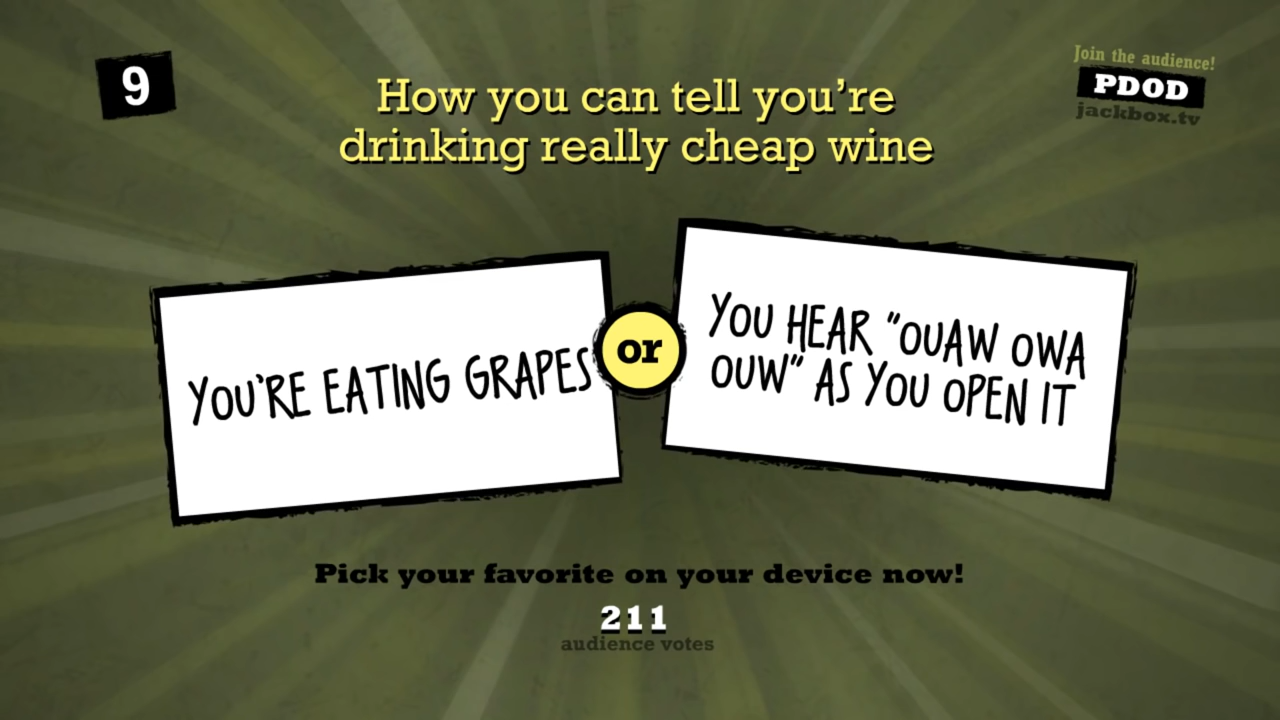 9
How you can tell you're
drinking really cheap wine
Join the audience!
PDOD
jackbox.tv
YOU'RE EATING GRAPES
or
YOU HEAR "OUAW OWA
OUW" AS YOU OPEN IT
Pick your favorite on your device now!
211
audience votes